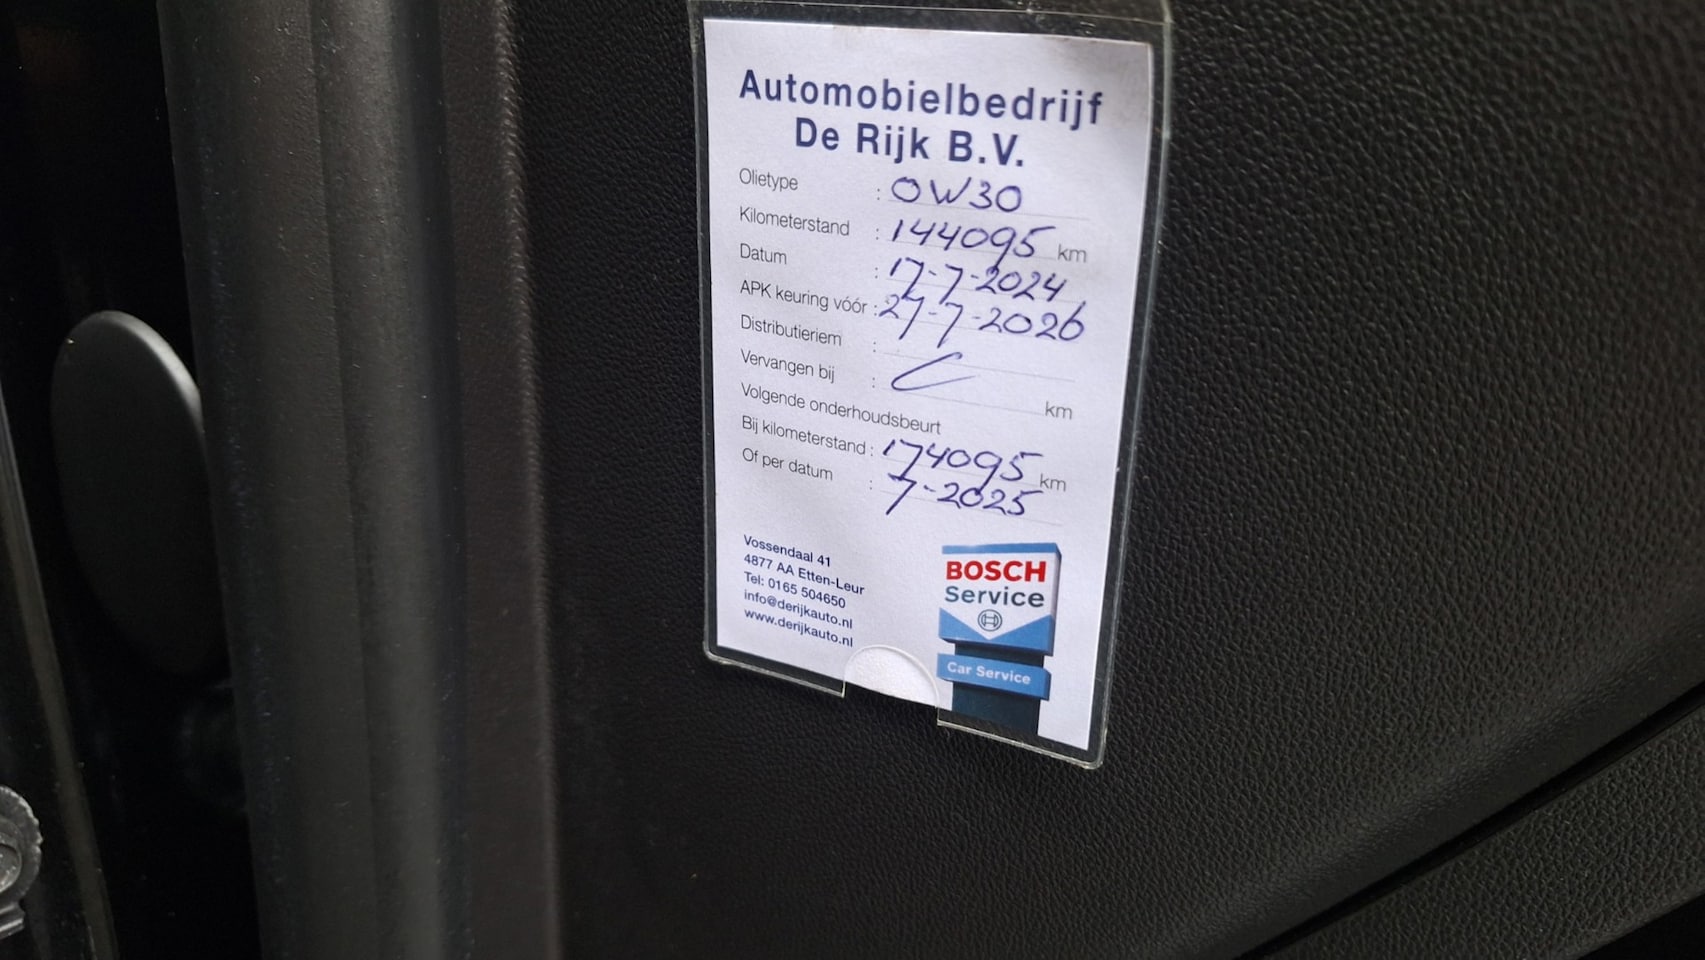 Automobielbedrijf
De Rijk B.V.
Olietype : 0W30
Kilometerstand : 144095 km
Datum : 17-7-2024
APK keuring vóór : 27-7-2026
Distributieriem :
Vervangen bij : km
Volgende onderhoudsbeurt
Bij kilometerstand : 174095 km
Of per datum : 7-2025
Vossendaal 41
4877 AA Etten-Leur
Tel: 0165 504650
info@derijkauto.nl
www.derijkauto.nl
BOSCH
Service
Car Service